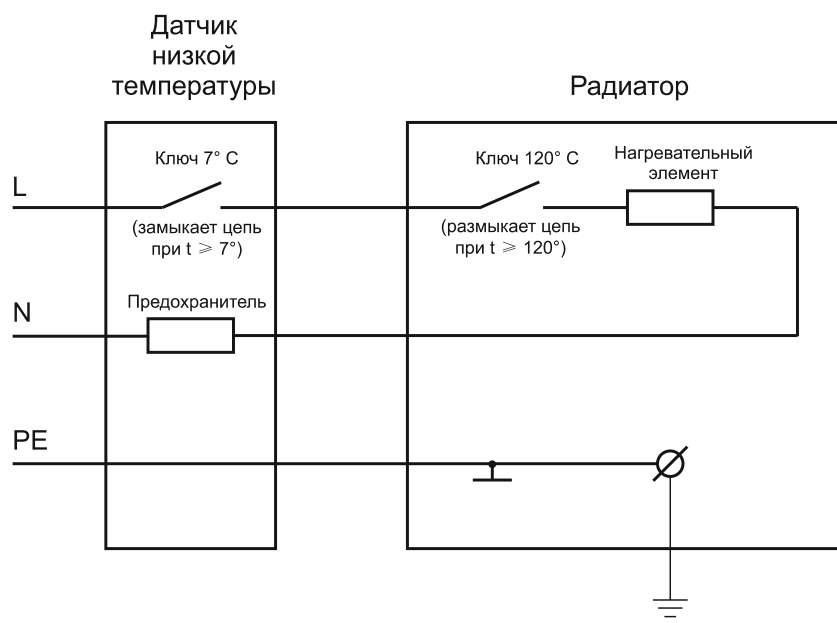 Датчик
низкой
температуры
Радиатор
Ключ 7° С
Ключ 120° С
Нагревательный
элемент
L
(замыкает цепь
при t ⩾ 7°)
(размыкает цепь
при t ⩾ 120°)
N
Предохранитель
PE